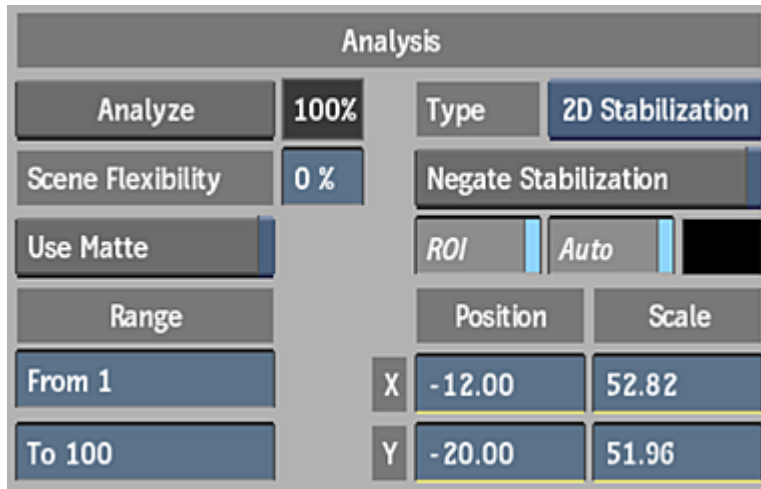 Analysis
Analyze 100% Type 2D Stabilization
Scene Flexibility 0 % Negate Stabilization
Use Matte ROI Auto
Range Position Scale
From 1 X -12.00 52.82
To 100 Y -20.00 51.96